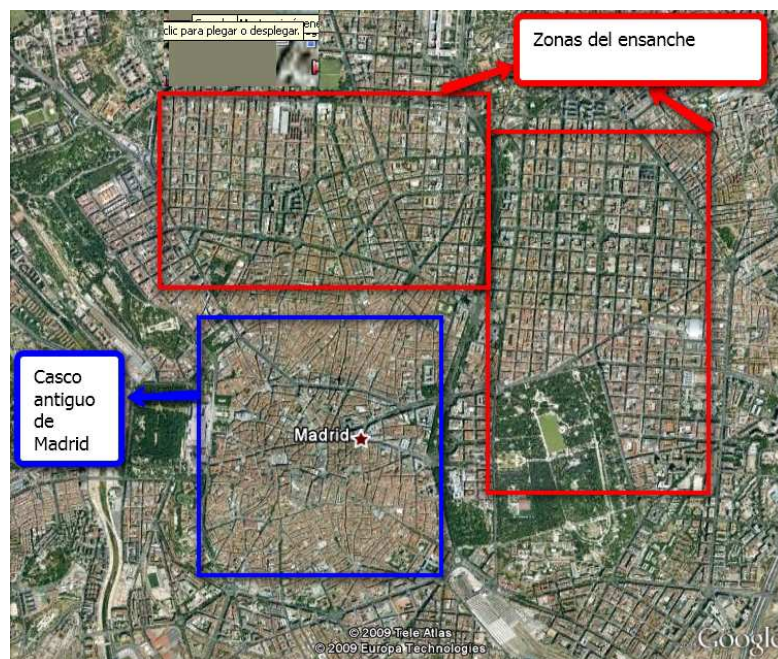 clic para plegar o desplegar.
Zonas del ensanche
Casco
antiguo
de
Madrid
Madrid
© 2009 Tele Atlas
© 2009 Europa Technologies
Google